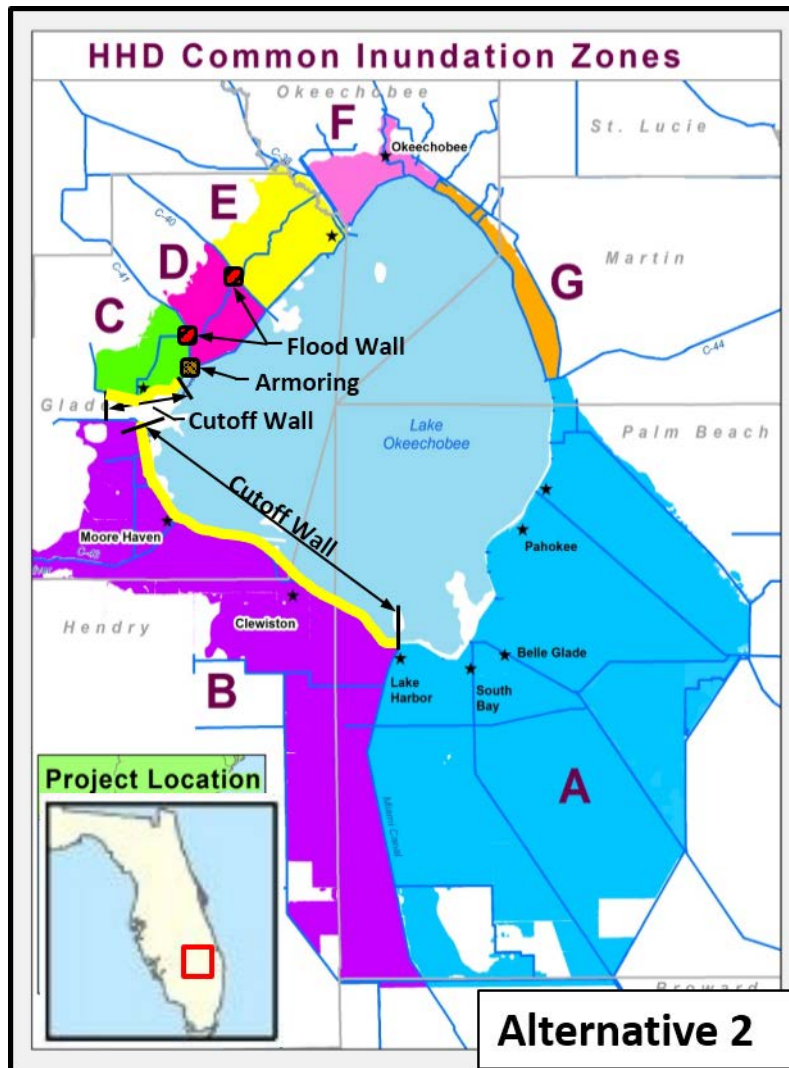 HHD Common Inundation Zones
Okeechobee
F
St. Lucie
Okeechobee
C-38
E
C-40
D
C-41
Martin
G
C
Flood Wall
C-44
Armoring
Glade
Cutoff Wall
Lake
Okeechobee
Palm Beach
Cutoff Wall
Moore Haven
Pahokee
Clewiston
Hendry
Belle Glade
Lake
Harbor
South
Bay
B
A
Project Location
Miami Canal
Alternative 2